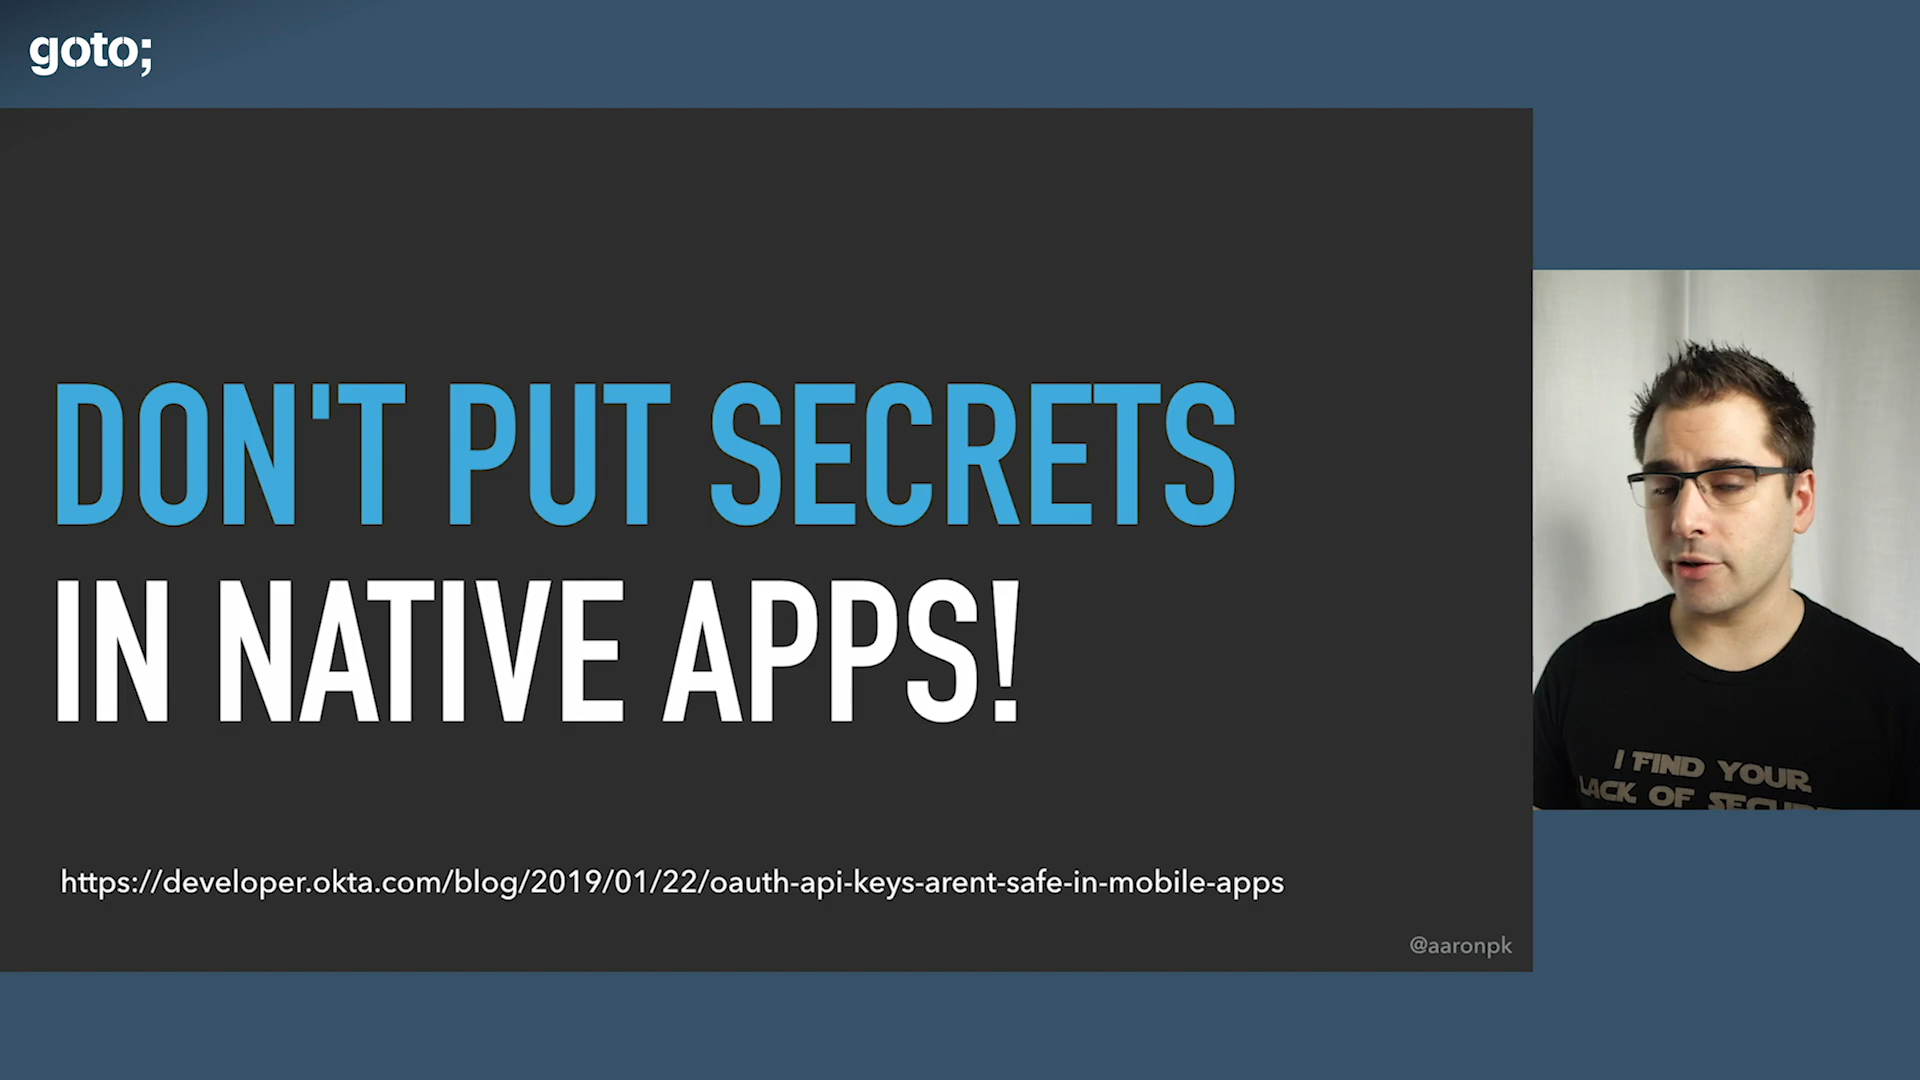 goto;
DON'T PUT SECRETS
IN NATIVE APPS!
https://developer.okta.com/blog/2019/01/22/oauth-api-keys-arent-safe-in-mobile-apps
@aaronpk
I FIND YOUR
LACK OF